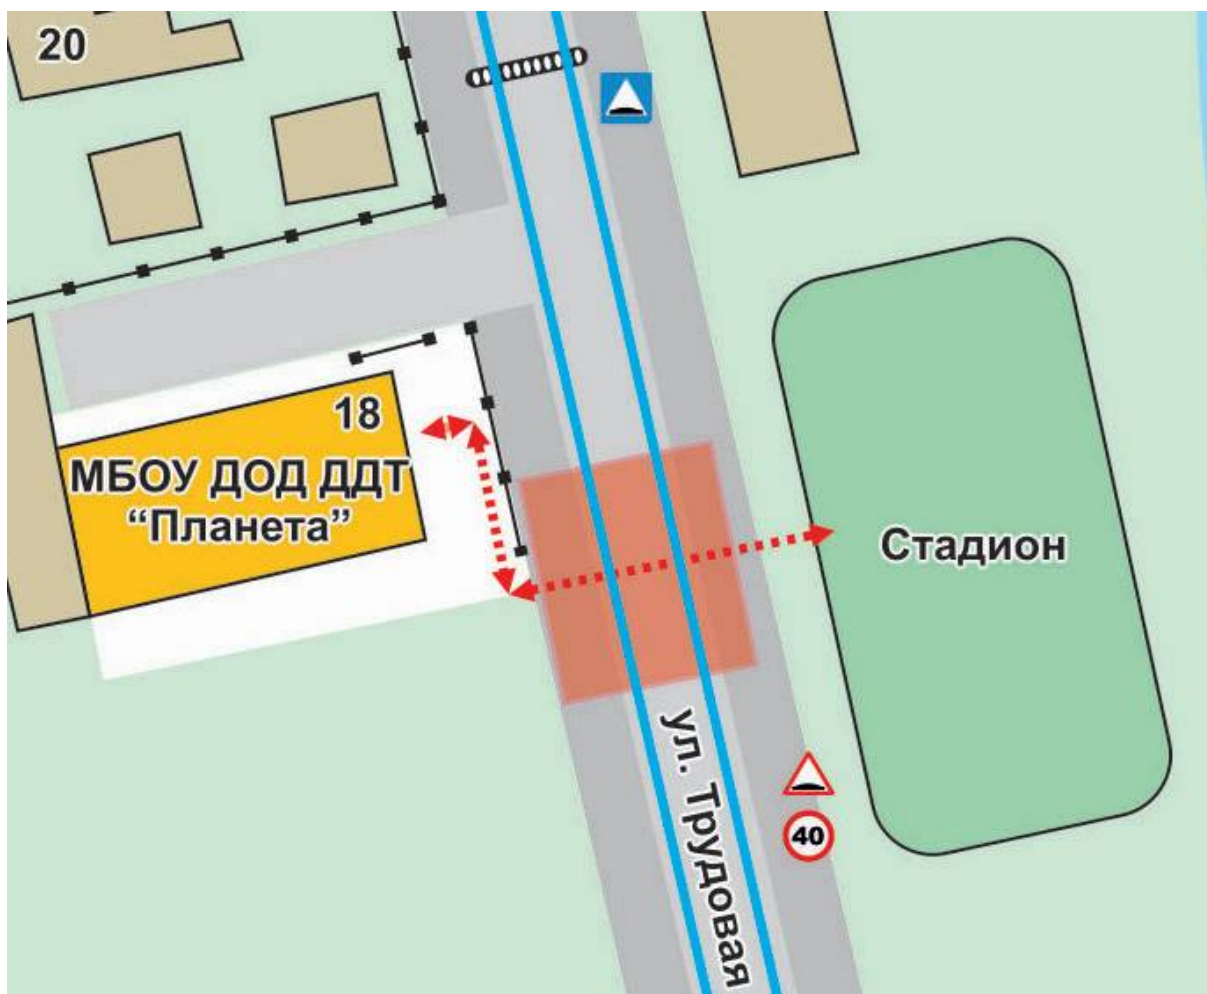 20
18
МБОУ ДОД ДДТ
“Планета”
Стадион
ул. Трудовая
40